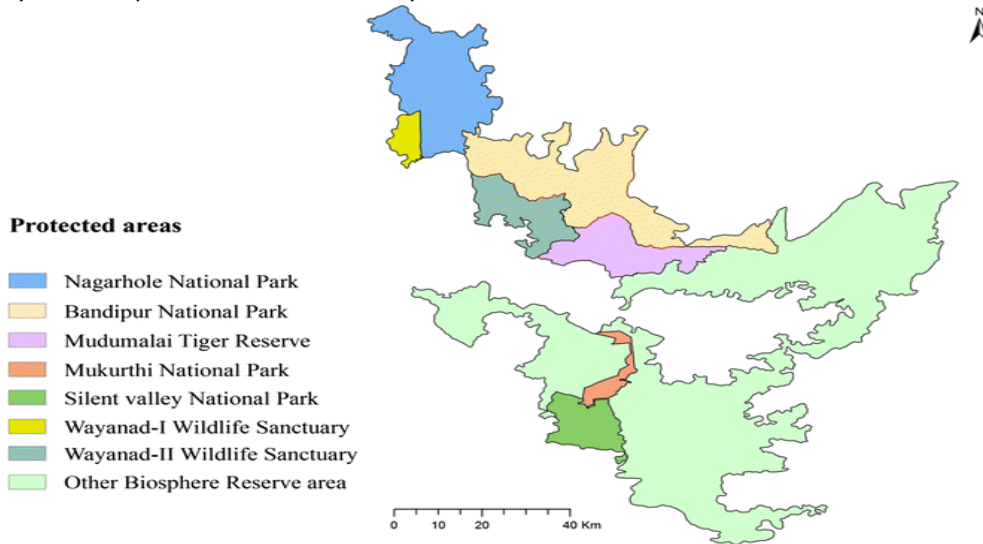 N
Protected areas
Nagarhole National Park
Bandipur National Park
Mudumalai Tiger Reserve
Mukurthi National Park
Silent valley National Park
Wayanad-I Wildlife Sanctuary
Wayanad-II Wildlife Sanctuary
Other Biosphere Reserve area
0 10 20 40 Km